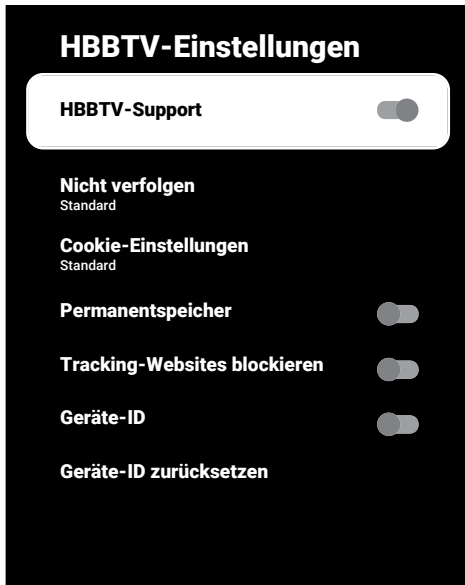 HBBTV-Einstellungen
HBBTV-Support
Nicht verfolgen
Standard
Cookie-Einstellungen
Standard
Permanentspeicher
Tracking-Websites blockieren
Geräte-ID
Geräte-ID zurücksetzen